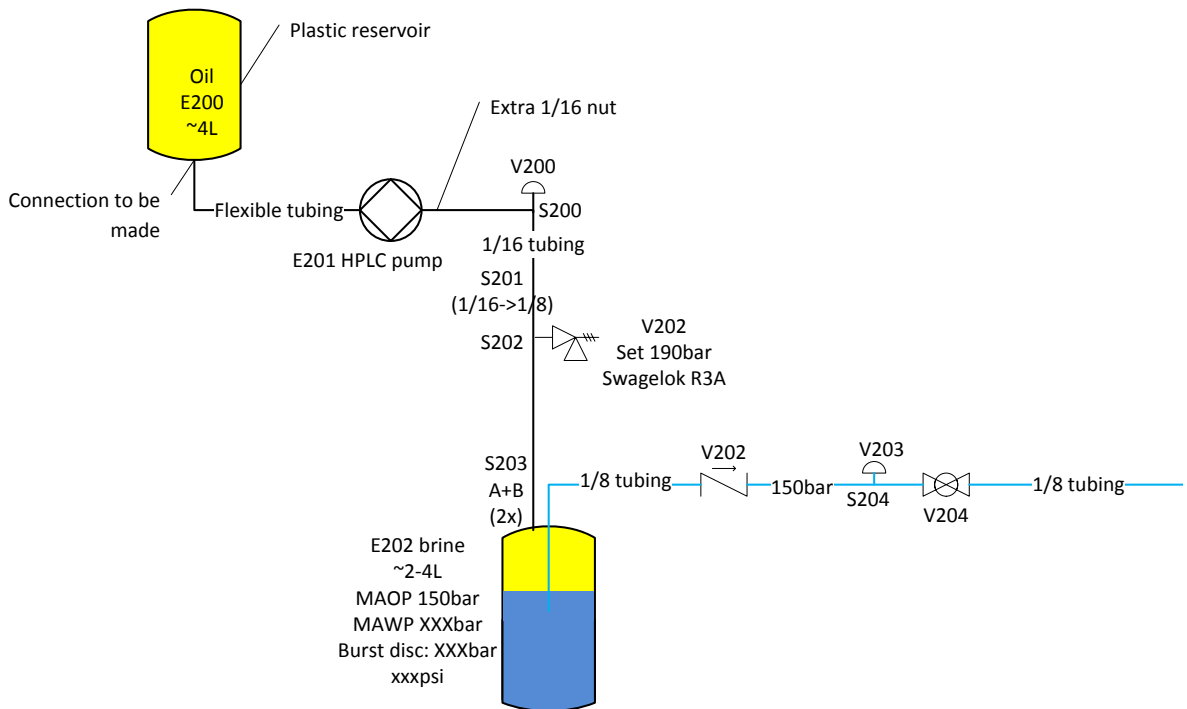 Plastic reservoir
Oil
E200
~4L
Extra 1/16 nut
V200
Connection to be
made
Flexible tubing
S200
E201 HPLC pump
1/16 tubing
S201
(1/16->1/8)
S202
V202
Set 190bar
Swagelok R3A
S203
A+B
(2x)
1/8 tubing
V202
150bar
V203
S204
V204
1/8 tubing
E202 brine
~2-4L
MAOP 150bar
MAWP XXXbar
Burst disc: XXXbar
xxxpsi